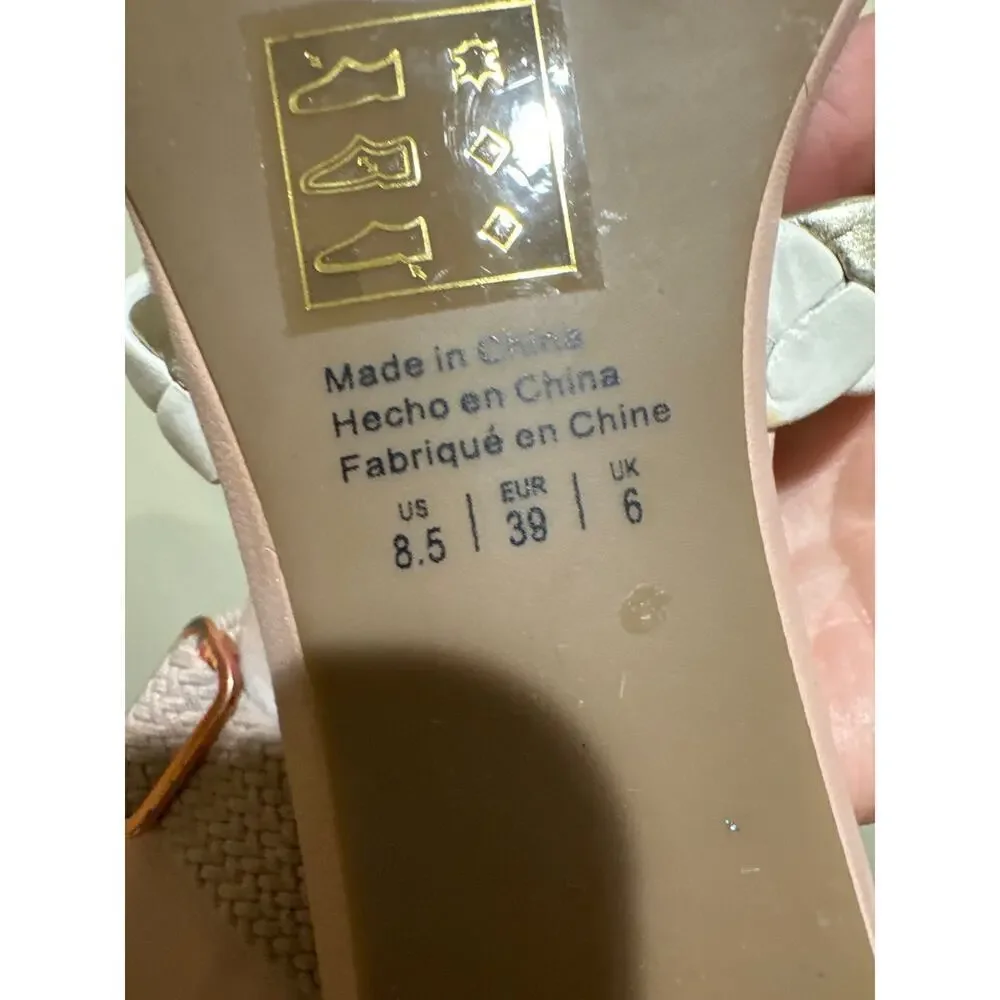 Made in China
Hecho en China
Fabriqué en Chine
US | EUR | UK
8.5 | 39 | 6